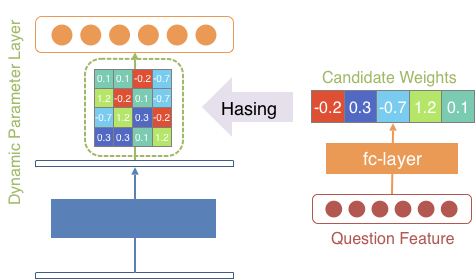 Dynamic Parameter Layer
0.1 0.1 -0.2 -0.7
1.2 -0.2 0.1 -0.7
-0.7 1.2 0.3 -0.2
0.3 0.3 0.1 1.2
Hasing
Candidate Weights
-0.2 0.3 -0.7 1.2 0.1
fc-layer
Question Feature